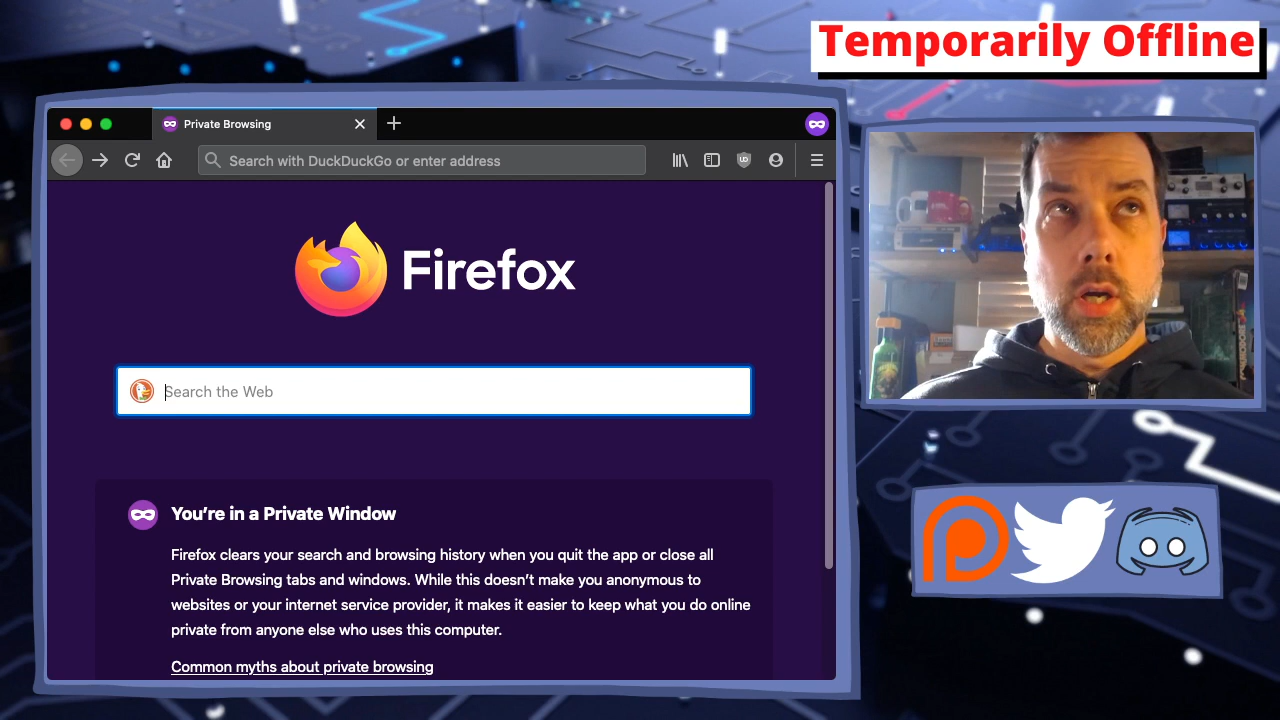 Temporarily Offline
Private Browsing
Search with DuckDuckGo or enter address
Firefox
Search the Web
You're in a Private Window
Firefox clears your search and browsing history when you quit the app or close all
Private Browsing tabs and windows. While this doesn't make you anonymous to
websites or your internet service provider, it makes it easier to keep what you do online
private from anyone else who uses this computer.
Common myths about private browsing